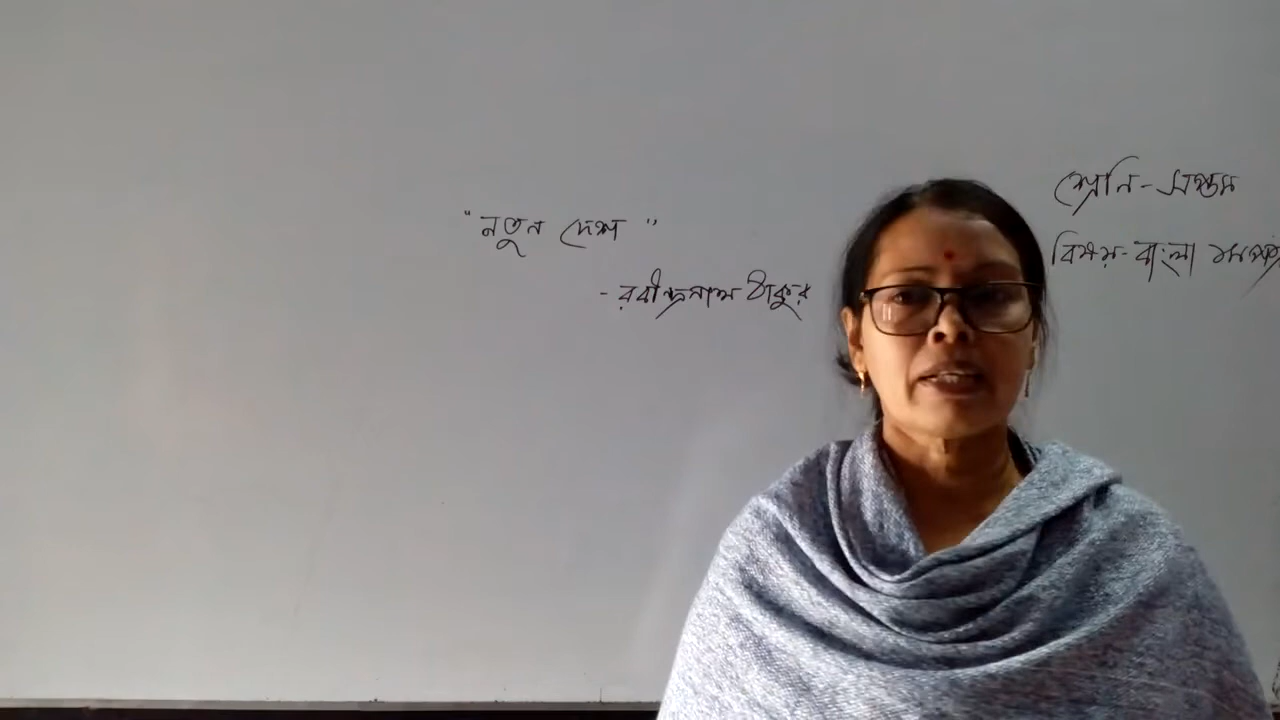 "নতুন দেশ"
- রবীন্দ্রনাথ ঠাকুর
শ্রেনি - সপ্তম
বিষয় - বাংলা